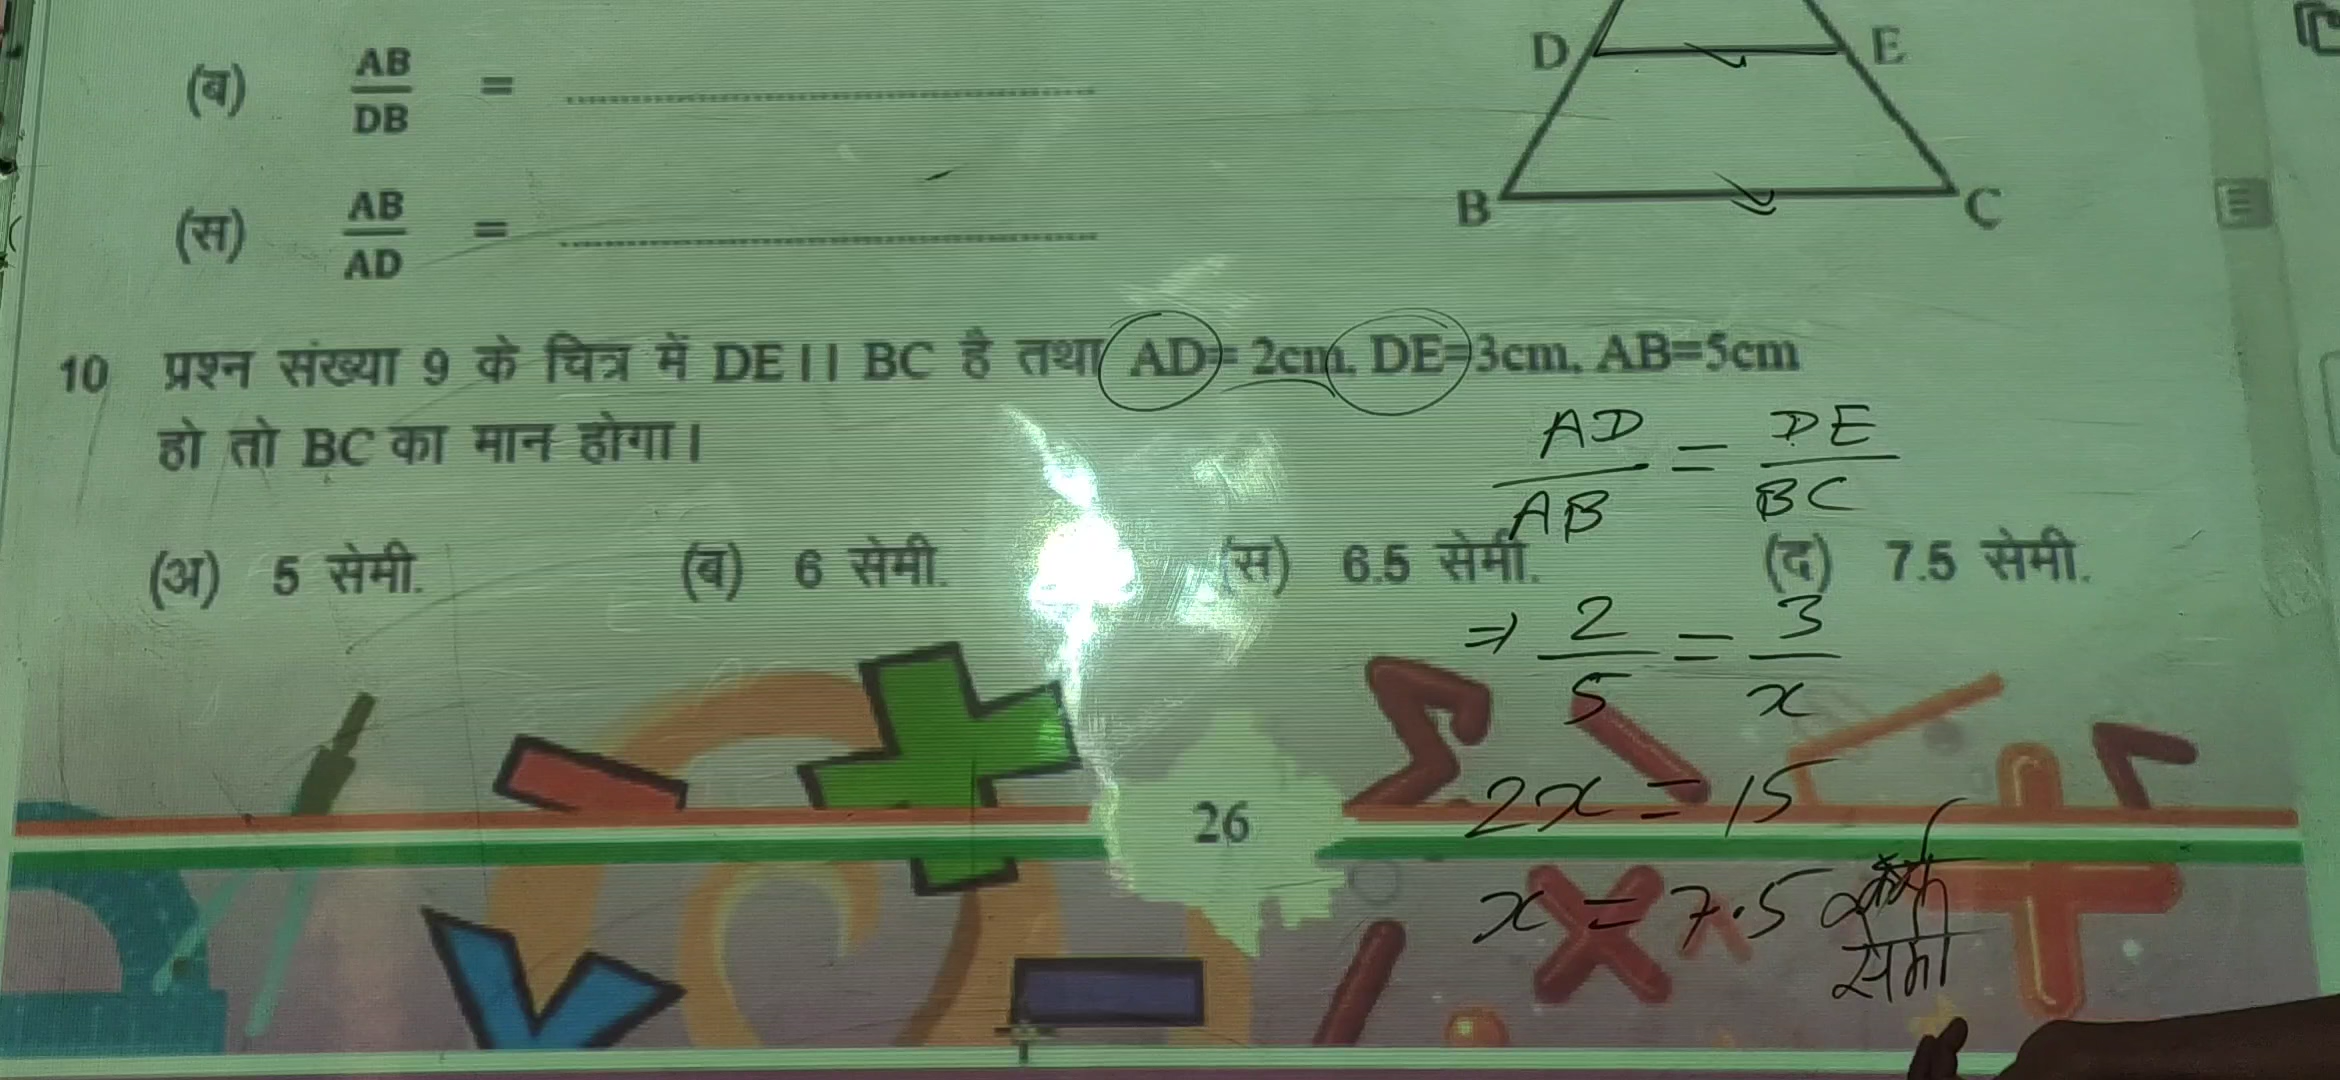 D E
(ब) AB/DB = ....................
B C
(स) AB/AD = ....................
10 प्रश्न संख्या 9 के चित्र में DE || BC है तथा AD= 2cm, DE=3cm, AB=5cm
हो तो BC का मान होगा।
AD/AB = DE/BC
(अ) 5 सेमी. (ब) 6 सेमी. (स) 6.5 सेमी. (द) 7.5 सेमी.
⇒ 2/5 = 3/x
2x = 15
26
x = 7.5
सेमी